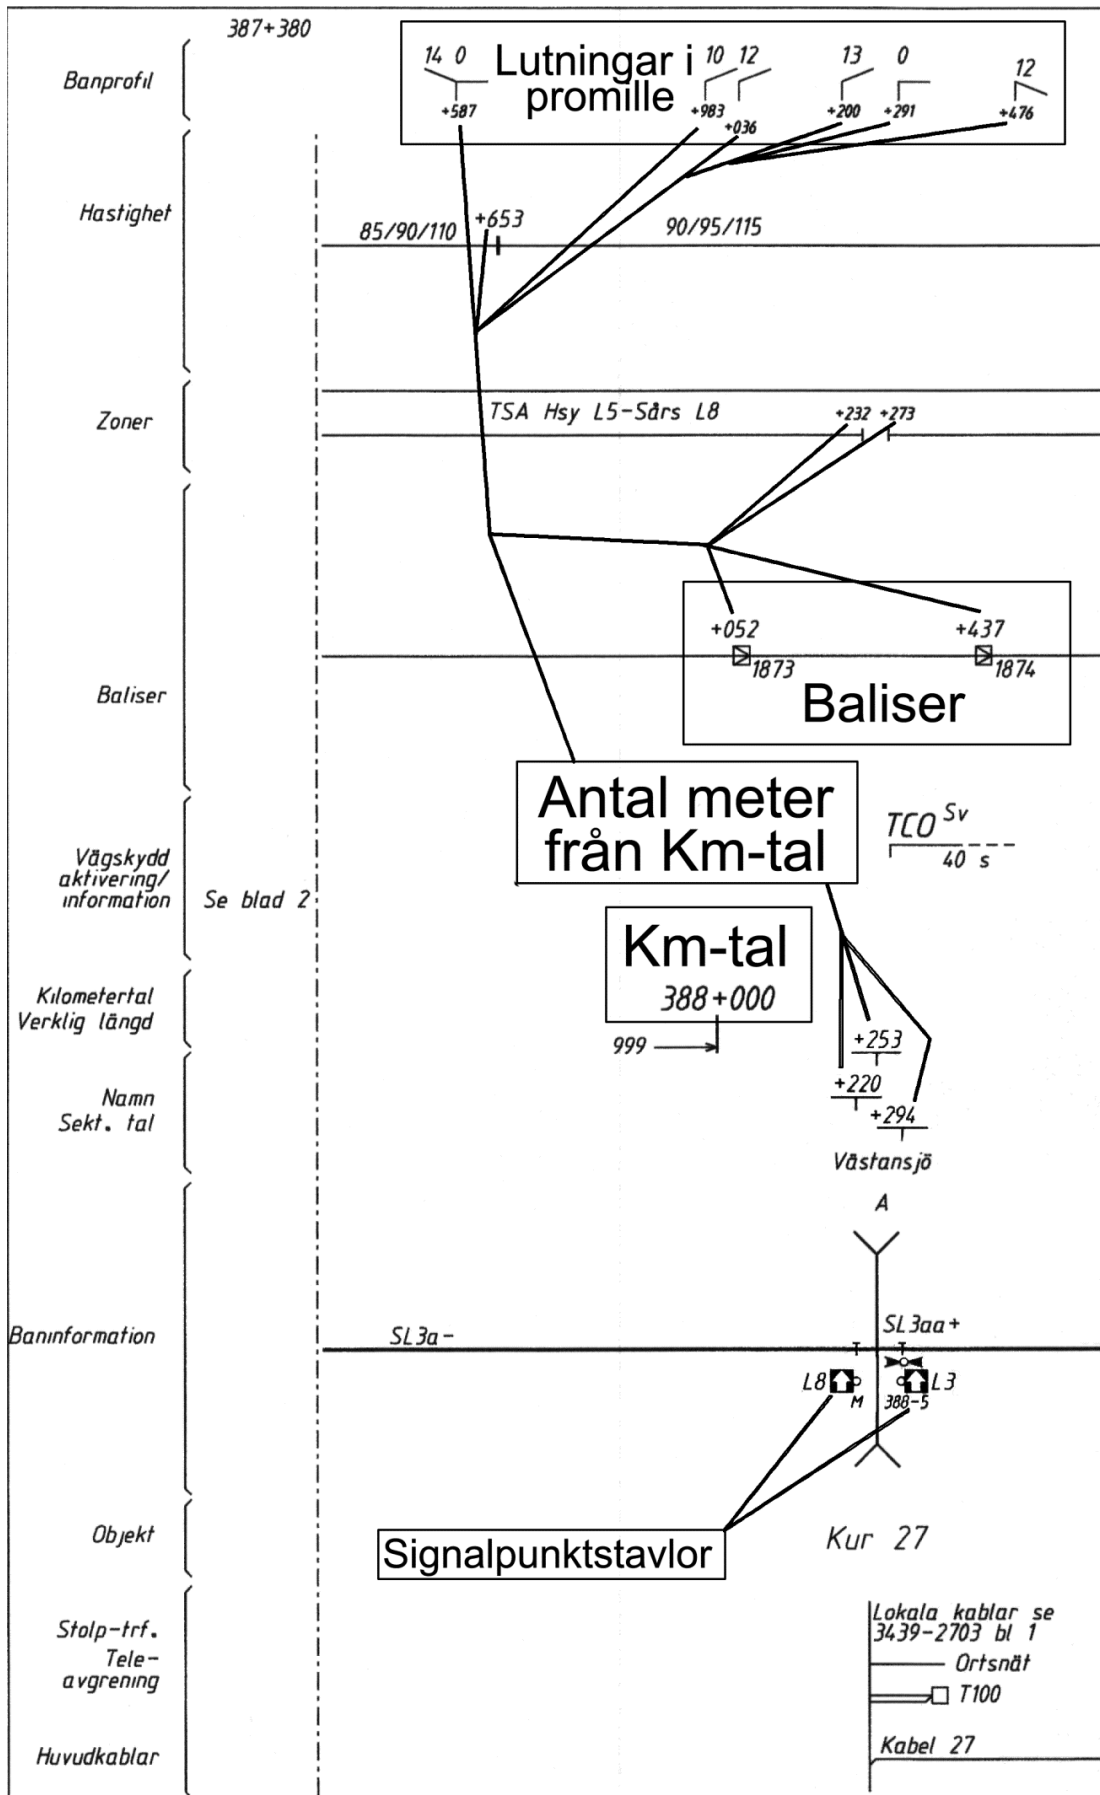 387+380
Banprofil
14 0
Lutningar i
promille
10 12
13 0
12
+587
+983
+036
+200
+291
+476
Hastighet
85/90/110
+653
90/95/115
Zoner
TSA Hsy L5-Sårs L8
+232 +273
Baliser
+052
+437
1873
1874
Baliser
Antal meter
från Km-tal
TCO Sv
40 s
Vägskydd
aktivering/
information
Se blad 2
Km-tal
388+000
Kilometertal
Verklig längd
999
+253
+220
+294
Namn
Sekt. tal
Västansjö
A
Baninformation
SL3a-
SL3aa+
L8
L3
M
388-5
Objekt
Signalpunktstavlor
Kur 27
Stolp-trf.
Tele-
avgrening
Lokala kablar se
3439-2703 bl 1
Ortsnät
T100
Huvudkablar
Kabel 27